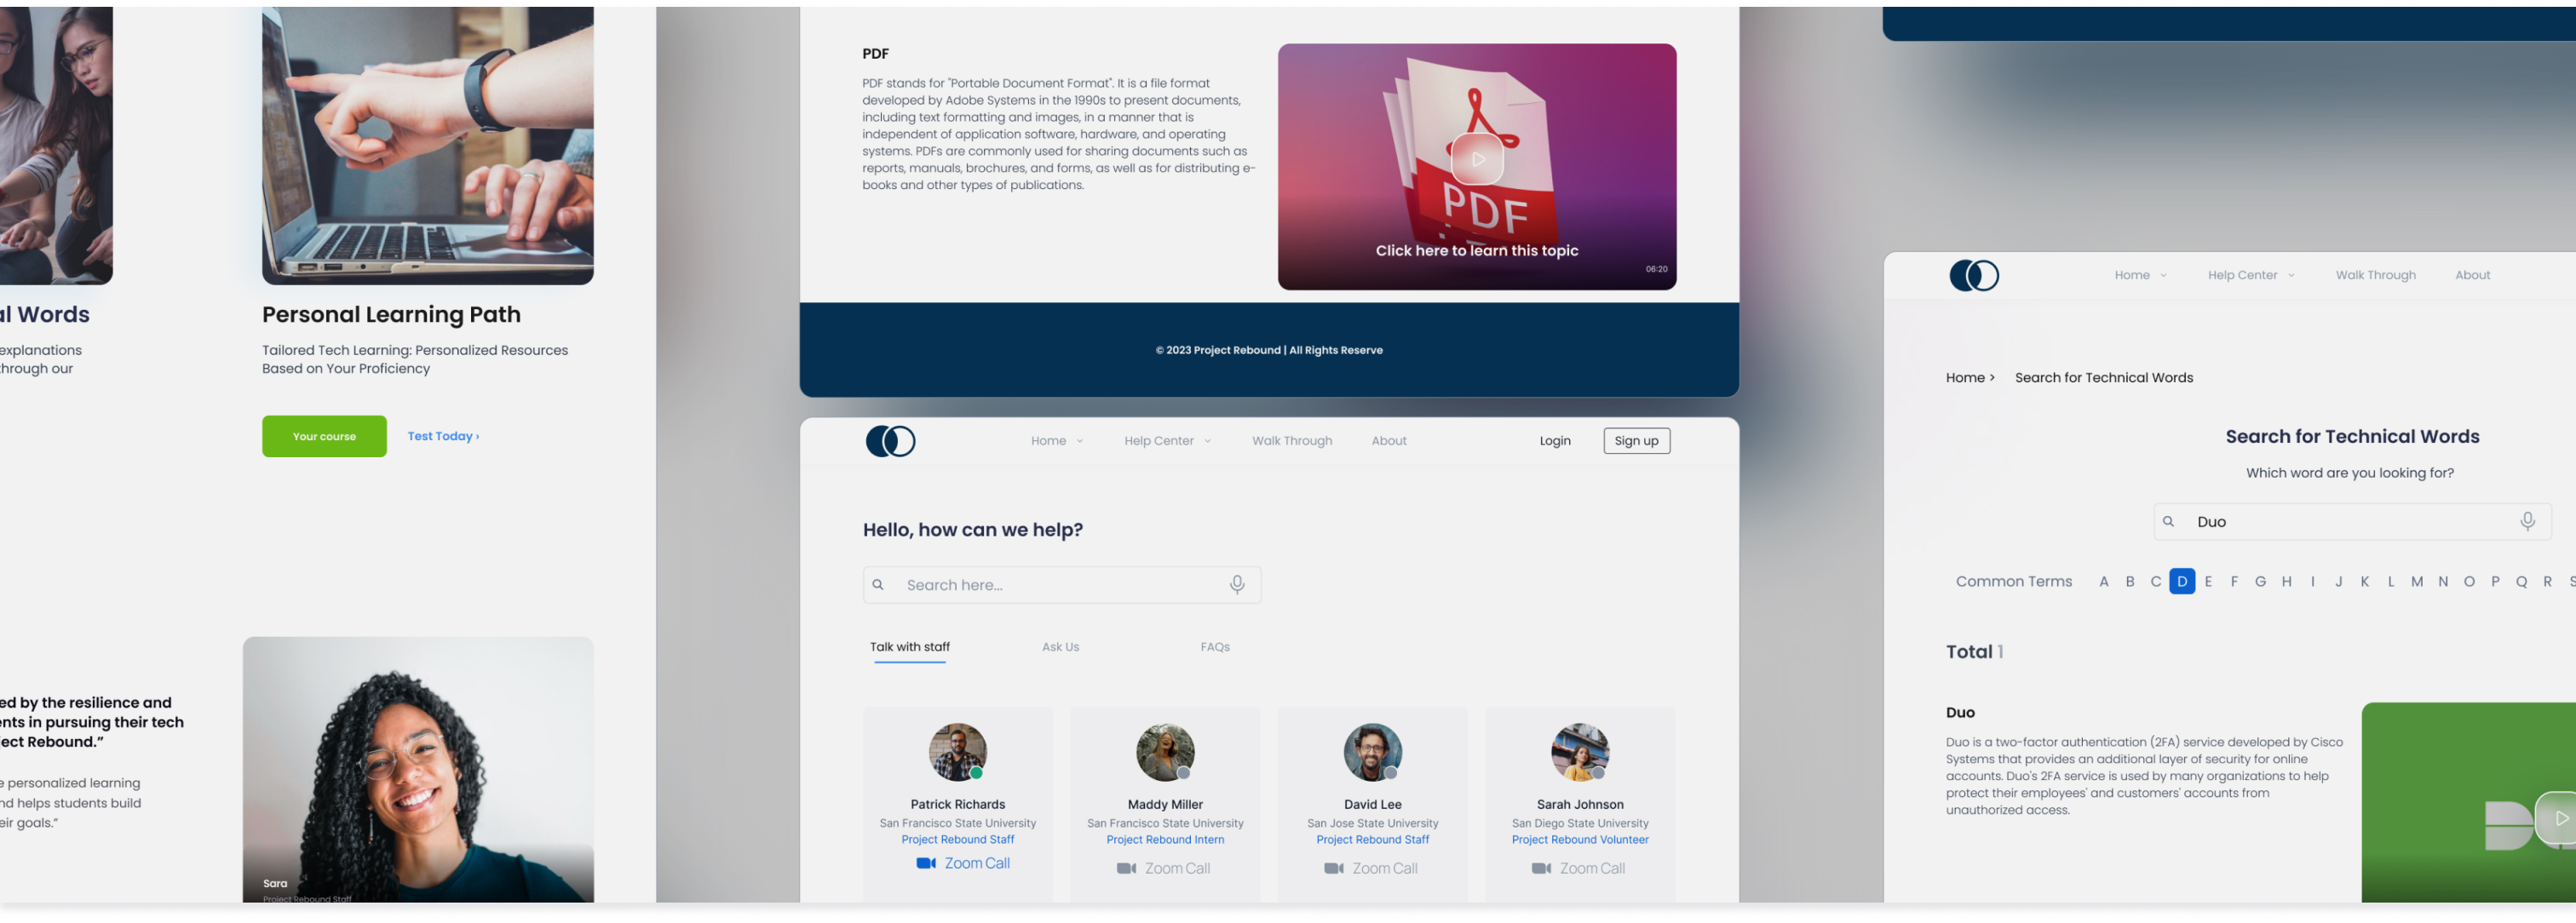 al Words
explanations
through our
ed by the resilience and
ents in pursuing their tech
ject Rebound.”
e personalized learning
nd helps students build
eir goals.”
Personal Learning Path
Tailored Tech Learning: Personalized Resources
Based on Your Proficiency
Your course
Test Today ›
Sara
Project Rebound Staff
PDF
PDF stands for "Portable Document Format". It is a file format
developed by Adobe Systems in the 1990s to present documents,
including text formatting and images, in a manner that is
independent of application software, hardware, and operating
systems. PDFs are commonly used for sharing documents such as
reports, manuals, brochures, and forms, as well as for distributing e-
books and other types of publications.
PDF
Click here to learn this topic
06:20
© 2023 Project Rebound | All Rights Reserve
Home
Help Center
Walk Through
About
Login
Sign up
Hello, how can we help?
Search here...
Talk with staff
Ask Us
FAQs
Patrick Richards
San Francisco State University
Project Rebound Staff
Zoom Call
Maddy Miller
San Francisco State University
Project Rebound Intern
Zoom Call
David Lee
San Jose State University
Project Rebound Staff
Zoom Call
Sarah Johnson
San Diego State University
Project Rebound Volunteer
Zoom Call
Home
Help Center
Walk Through
About
Home > Search for Technical Words
Search for Technical Words
Which word are you looking for?
Duo
Common Terms A B C D E F G H I J K L M N O P Q R S
Total 1
Duo
Duo is a two-factor authentication (2FA) service developed by Cisco
Systems that provides an additional layer of security for online
accounts. Duo's 2FA service is used by many organizations to help
protect their employees' and customers' accounts from
unauthorized access.